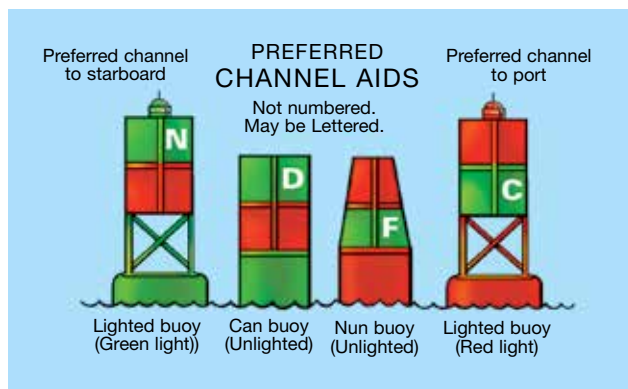 Preferred channel
to starboard
PREFERRED
CHANNEL AIDS
Not numbered.
May be Lettered.
Preferred channel
to port
N
D
F
C
Lighted buoy
(Green light))
Can buoy
(Unlighted)
Nun buoy
(Unlighted)
Lighted buoy
(Red light)